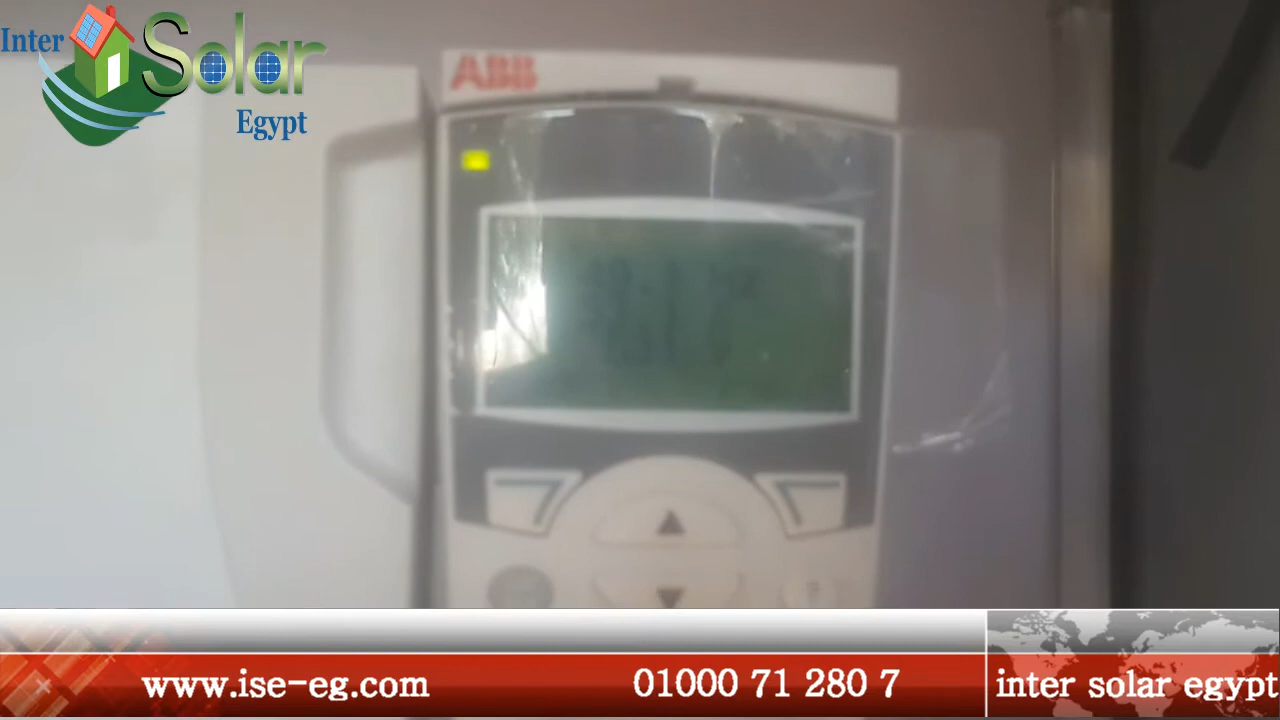 Inter Solar
Egypt
ABB
www.ise-eg.com
01000 71 280 7
inter solar egypt